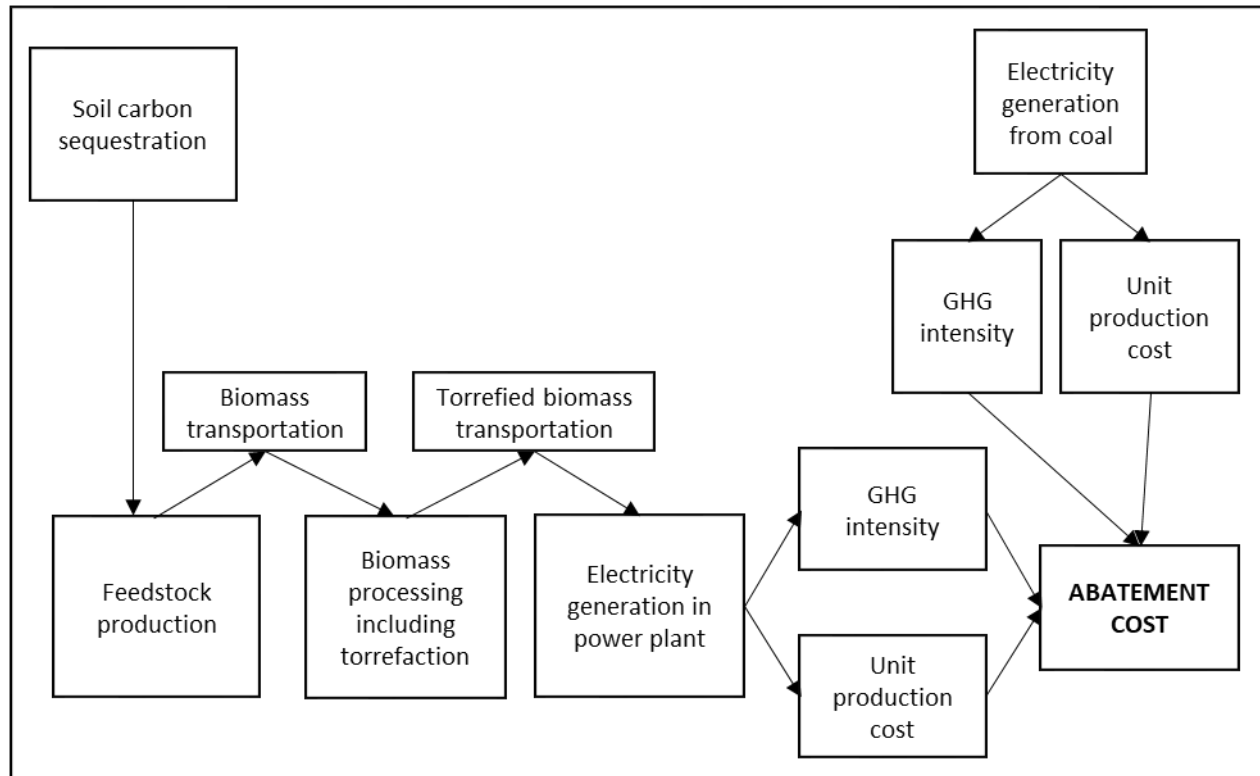 Soil carbon
sequestration
Electricity
generation
from coal
GHG
intensity
Unit
production
cost
Biomass
transportation
Torrefied biomass
transportation
Feedstock
production
Biomass
processing
including
torrefaction
Electricity
generation in
power plant
GHG
intensity
Unit
production
cost
ABATEMENT
COST